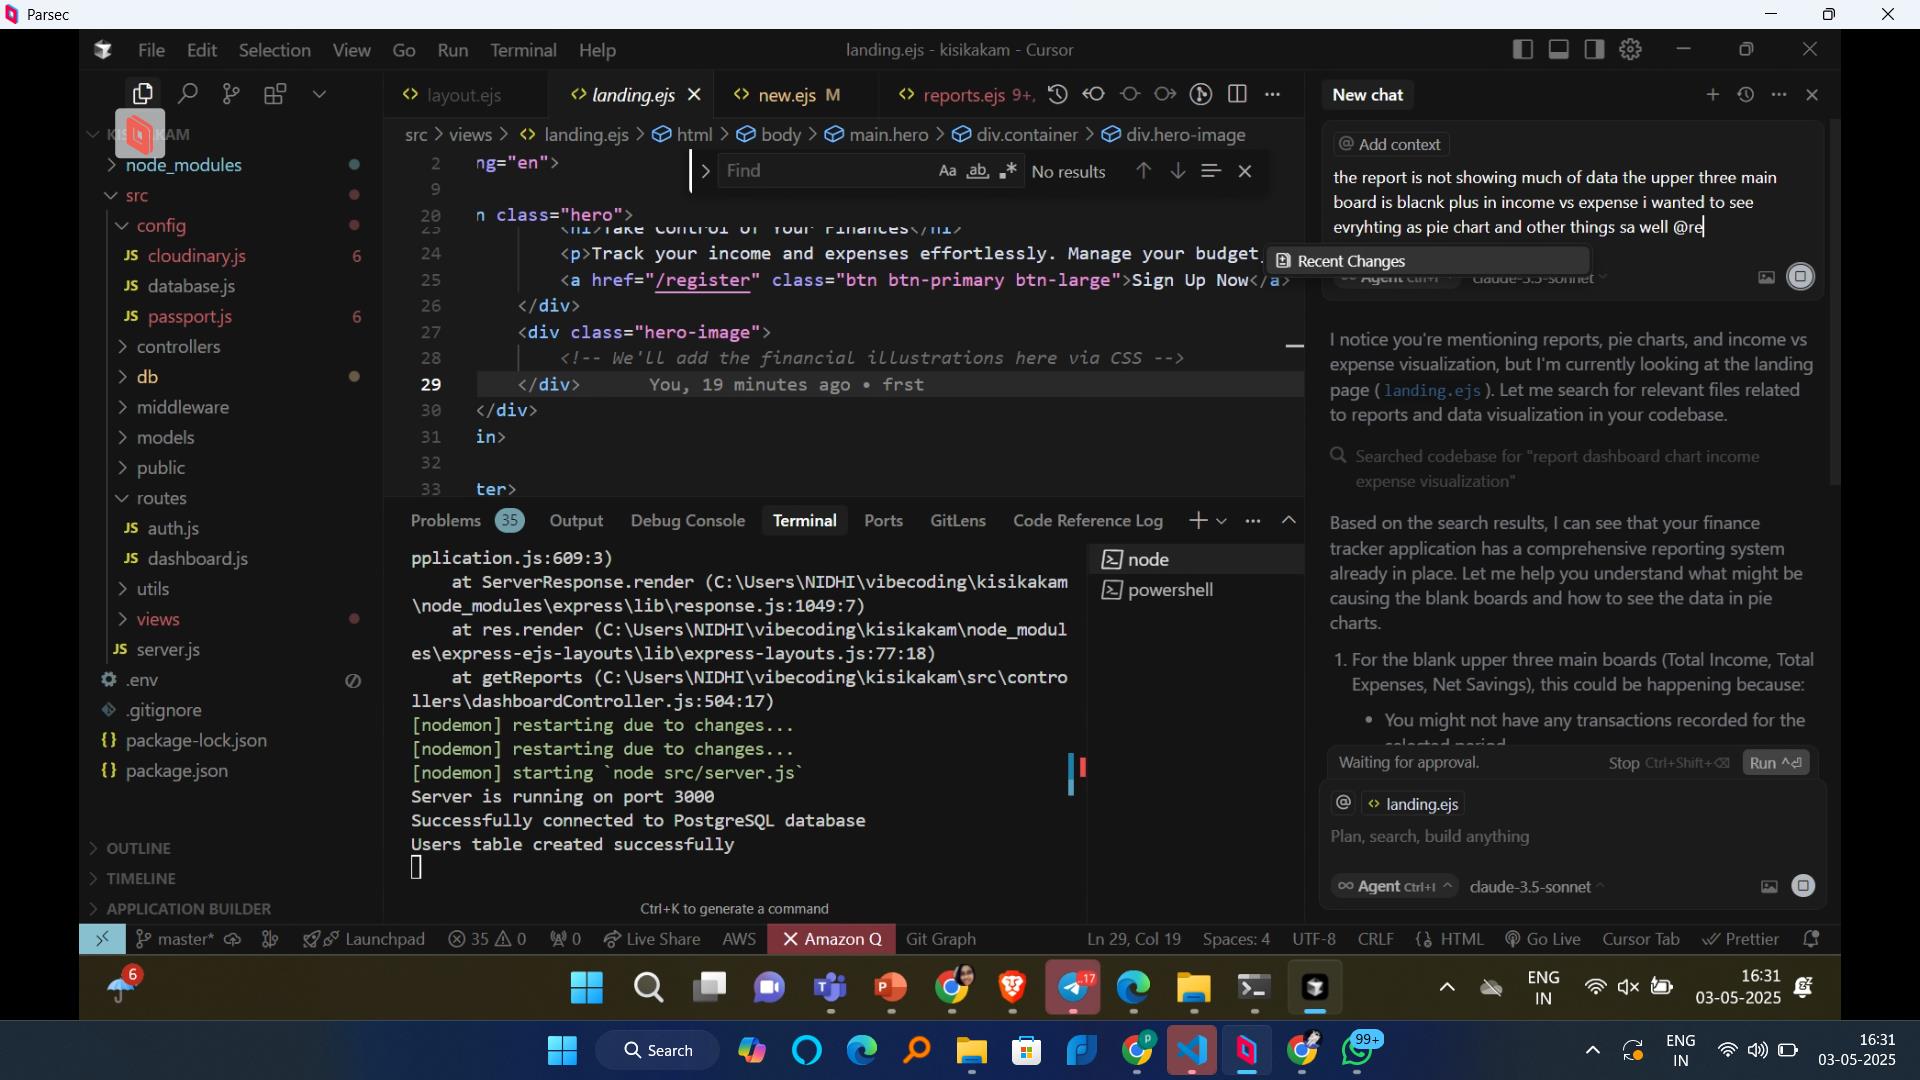 Parsec
File Edit Selection View Go Run Terminal Help
landing.ejs - kisikakam - Cursor
layout.ejs
landing.ejs
new.ejs M
reports.ejs 9+,
src > views > landing.ejs > html > body > main.hero > div.container > div.hero-image
Find
Aa ab .* No results
KISIKAKAM
node_modules
src
config
JS cloudinary.js 6
JS database.js
JS passport.js 6
controllers
db
middleware
models
public
routes
JS auth.js
JS dashboard.js
utils
views
JS server.js
.env
.gitignore
{} package-lock.json
{} package.json
OUTLINE
TIMELINE
APPLICATION BUILDER
2 ng="en">
9
20 n class="hero">
23 <h1>Take Control of Your Finances</h1>
24 <p>Track your income and expenses effortlessly. Manage your budget,
25 <a href="/register" class="btn btn-primary btn-large">Sign Up Now</a>
26 </div>
27 <div class="hero-image">
28 <!-- We'll add the financial illustrations here via CSS -->
29 </div> You, 19 minutes ago • frst
30 </div>
31 in>
32
33 ter>
Problems 35 Output Debug Console Terminal Ports GitLens Code Reference Log
pplication.js:609:3)
at ServerResponse.render (C:\Users\NIDHI\vibecoding\kisikakam
\node_modules\express\lib\response.js:1049:7)
at res.render (C:\Users\NIDHI\vibecoding\kisikakam\node_modul
es\express-ejs-layouts\lib\express-layouts.js:77:18)
at getReports (C:\Users\NIDHI\vibecoding\kisikakam\src\contro
llers\dashboardController.js:504:17)
[nodemon] restarting due to changes...
[nodemon] restarting due to changes...
[nodemon] starting `node src/server.js`
Server is running on port 3000
Successfully connected to PostgreSQL database
Users table created successfully
Ctrl+K to generate a command
node
powershell
New chat
@ Add context
the report is not showing much of data the upper three main
board is blacnk plus in income vs expense i wanted to see
evryhting as pie chart and other things sa well @re
Recent Changes
Agent Ctrl+I claude-3.5-sonnet
I notice you're mentioning reports, pie charts, and income vs
expense visualization, but I'm currently looking at the landing
page ( landing.ejs ). Let me search for relevant files related
to reports and data visualization in your codebase.
Searched codebase for "report dashboard chart income
expense visualization"
Based on the search results, I can see that your finance
tracker application has a comprehensive reporting system
already in place. Let me help you understand what might be
causing the blank boards and how to see the data in pie
charts.
1. For the blank upper three main boards (Total Income, Total
Expenses, Net Savings), this could be happening because:
• You might not have any transactions recorded for the
selected period
Waiting for approval. Stop Ctrl+Shift+⌫ Run ^⏎
@ landing.ejs
Plan, search, build anything
Agent Ctrl+I claude-3.5-sonnet
master* Launchpad 35 0 0 Live Share AWS Amazon Q Git Graph Ln 29, Col 19 Spaces: 4 UTF-8 CRLF {} HTML Go Live Cursor Tab Prettier
6
17
ENG
IN
16:31
03-05-2025
Search
99+
ENG
IN
16:31
03-05-2025